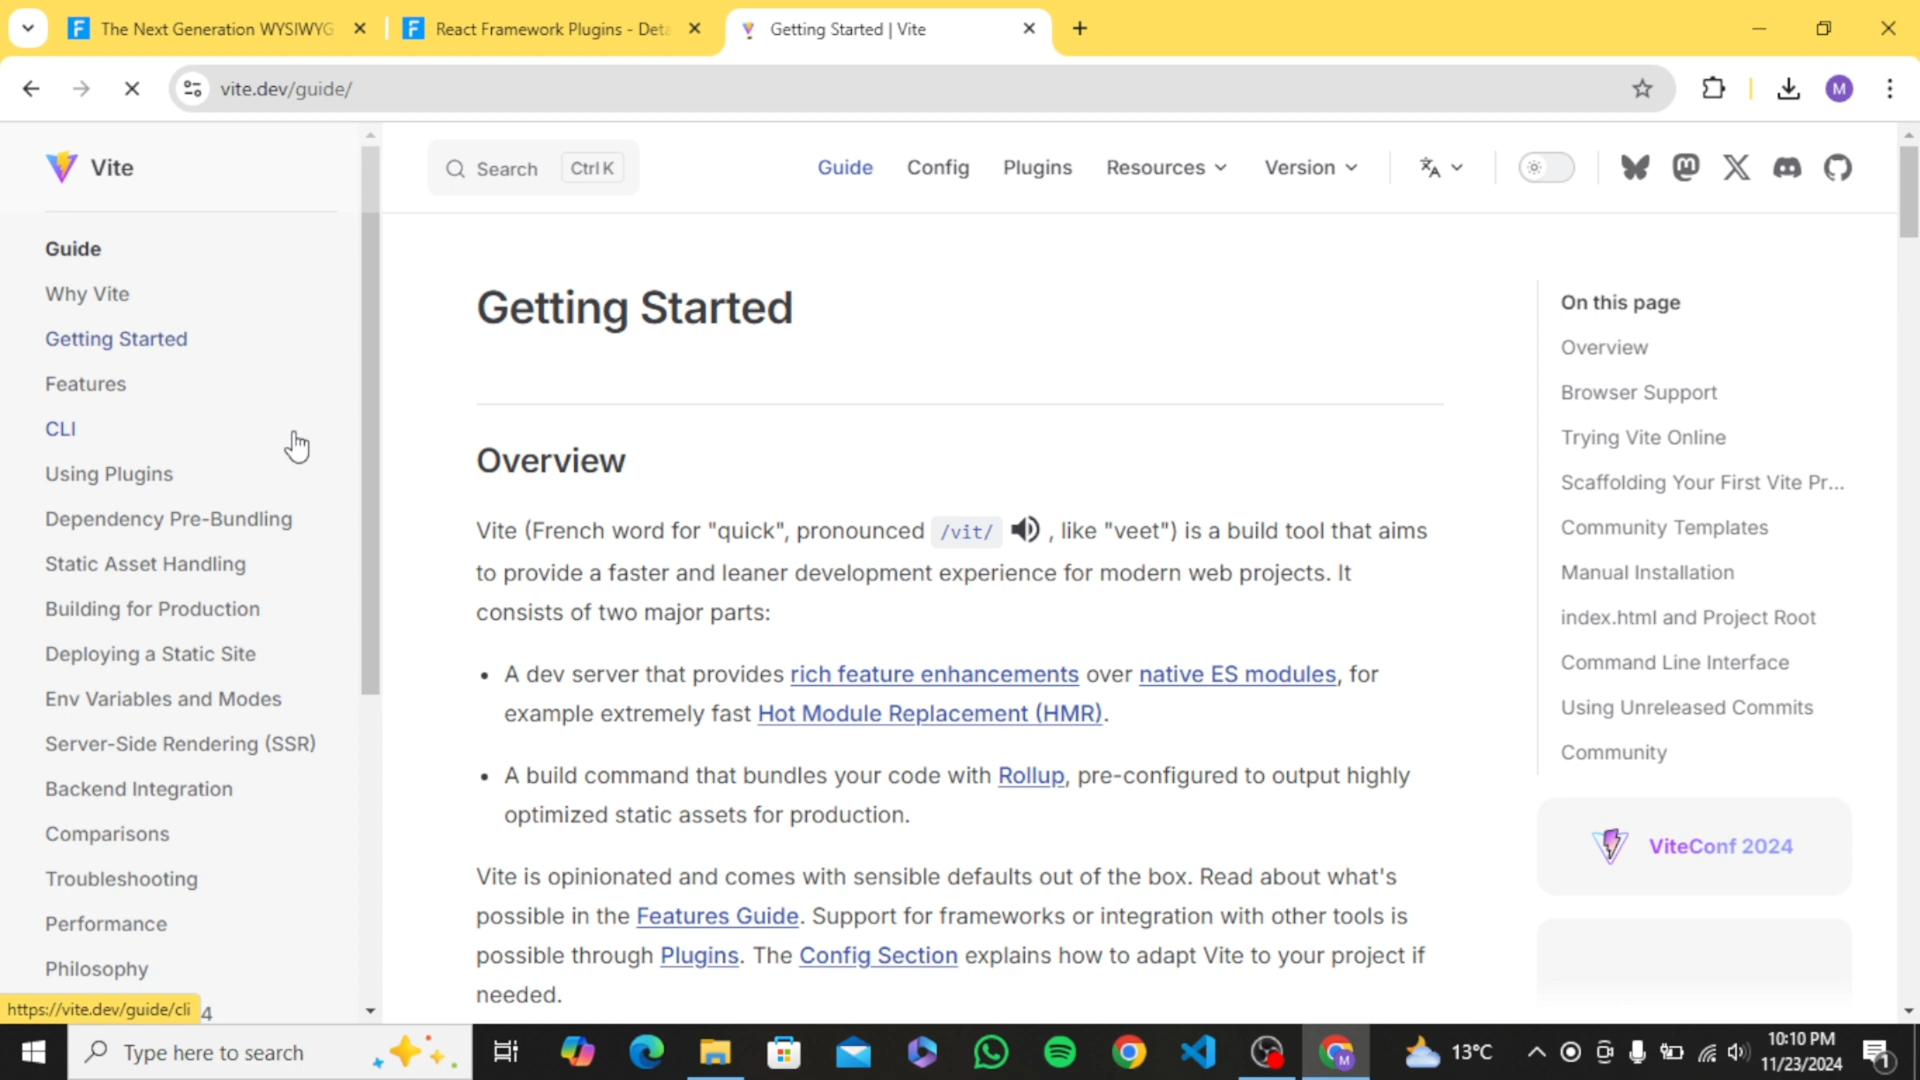 The Next Generation WYSIWYG
React Framework Plugins - Deta
Getting Started | Vite
vite.dev/guide/
M
Vite
Search
Ctrl K
Guide
Config
Plugins
Resources
Version
Guide
Why Vite
Getting Started
Features
CLI
Using Plugins
Dependency Pre-Bundling
Static Asset Handling
Building for Production
Deploying a Static Site
Env Variables and Modes
Server-Side Rendering (SSR)
Backend Integration
Comparisons
Troubleshooting
Performance
Philosophy
https://vite.dev/guide/cli
4
Getting Started
Overview
Vite (French word for "quick", pronounced /vit/ , like "veet") is a build tool that aims
to provide a faster and leaner development experience for modern web projects. It
consists of two major parts:
• A dev server that provides rich feature enhancements over native ES modules, for
example extremely fast Hot Module Replacement (HMR).
• A build command that bundles your code with Rollup, pre-configured to output highly
optimized static assets for production.
Vite is opinionated and comes with sensible defaults out of the box. Read about what's
possible in the Features Guide. Support for frameworks or integration with other tools is
possible through Plugins. The Config Section explains how to adapt Vite to your project if
needed.
On this page
Overview
Browser Support
Trying Vite Online
Scaffolding Your First Vite Pr...
Community Templates
Manual Installation
index.html and Project Root
Command Line Interface
Using Unreleased Commits
Community
ViteConf 2024
Type here to search
M
13°C
10:10 PM
11/23/2024
1